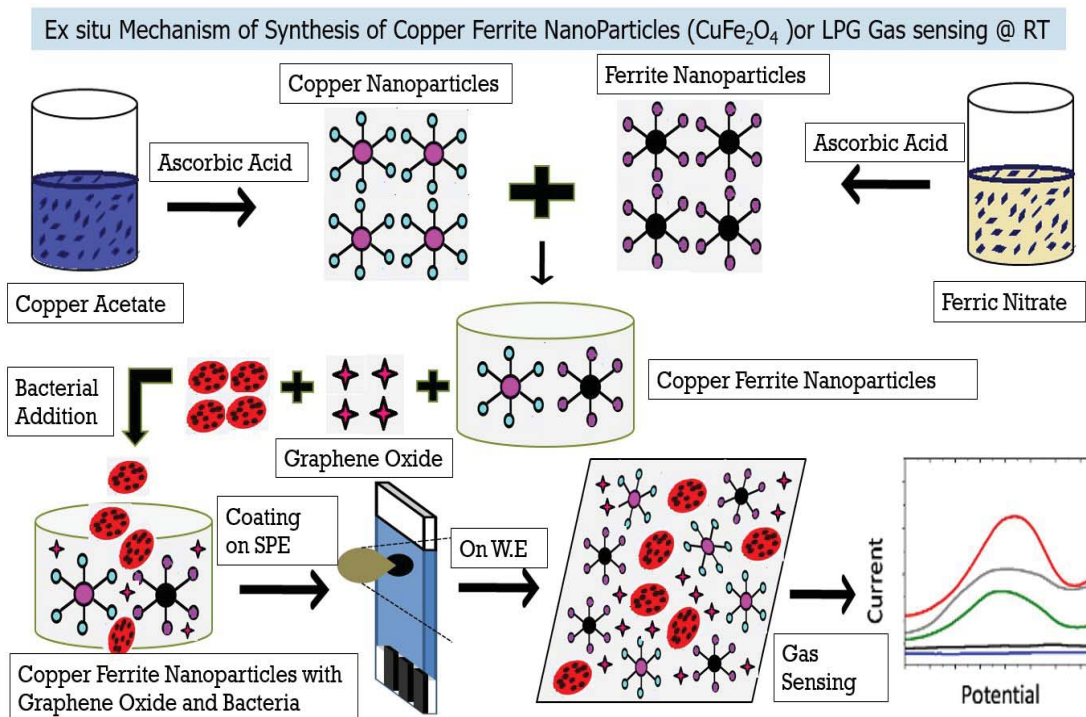 Ex situ Mechanism of Synthesis of Copper Ferrite NanoParticles (CuFe₂O₄ )or LPG Gas sensing @ RT
Copper Nanoparticles
Ferrite Nanoparticles
Ascorbic Acid
Ascorbic Acid
Copper Acetate
Ferric Nitrate
Bacterial
Addition
Graphene Oxide
Copper Ferrite Nanoparticles
Coating
on SPE
On W.E
Copper Ferrite Nanoparticles with
Graphene Oxide and Bacteria
Gas
Sensing
Current
Potential